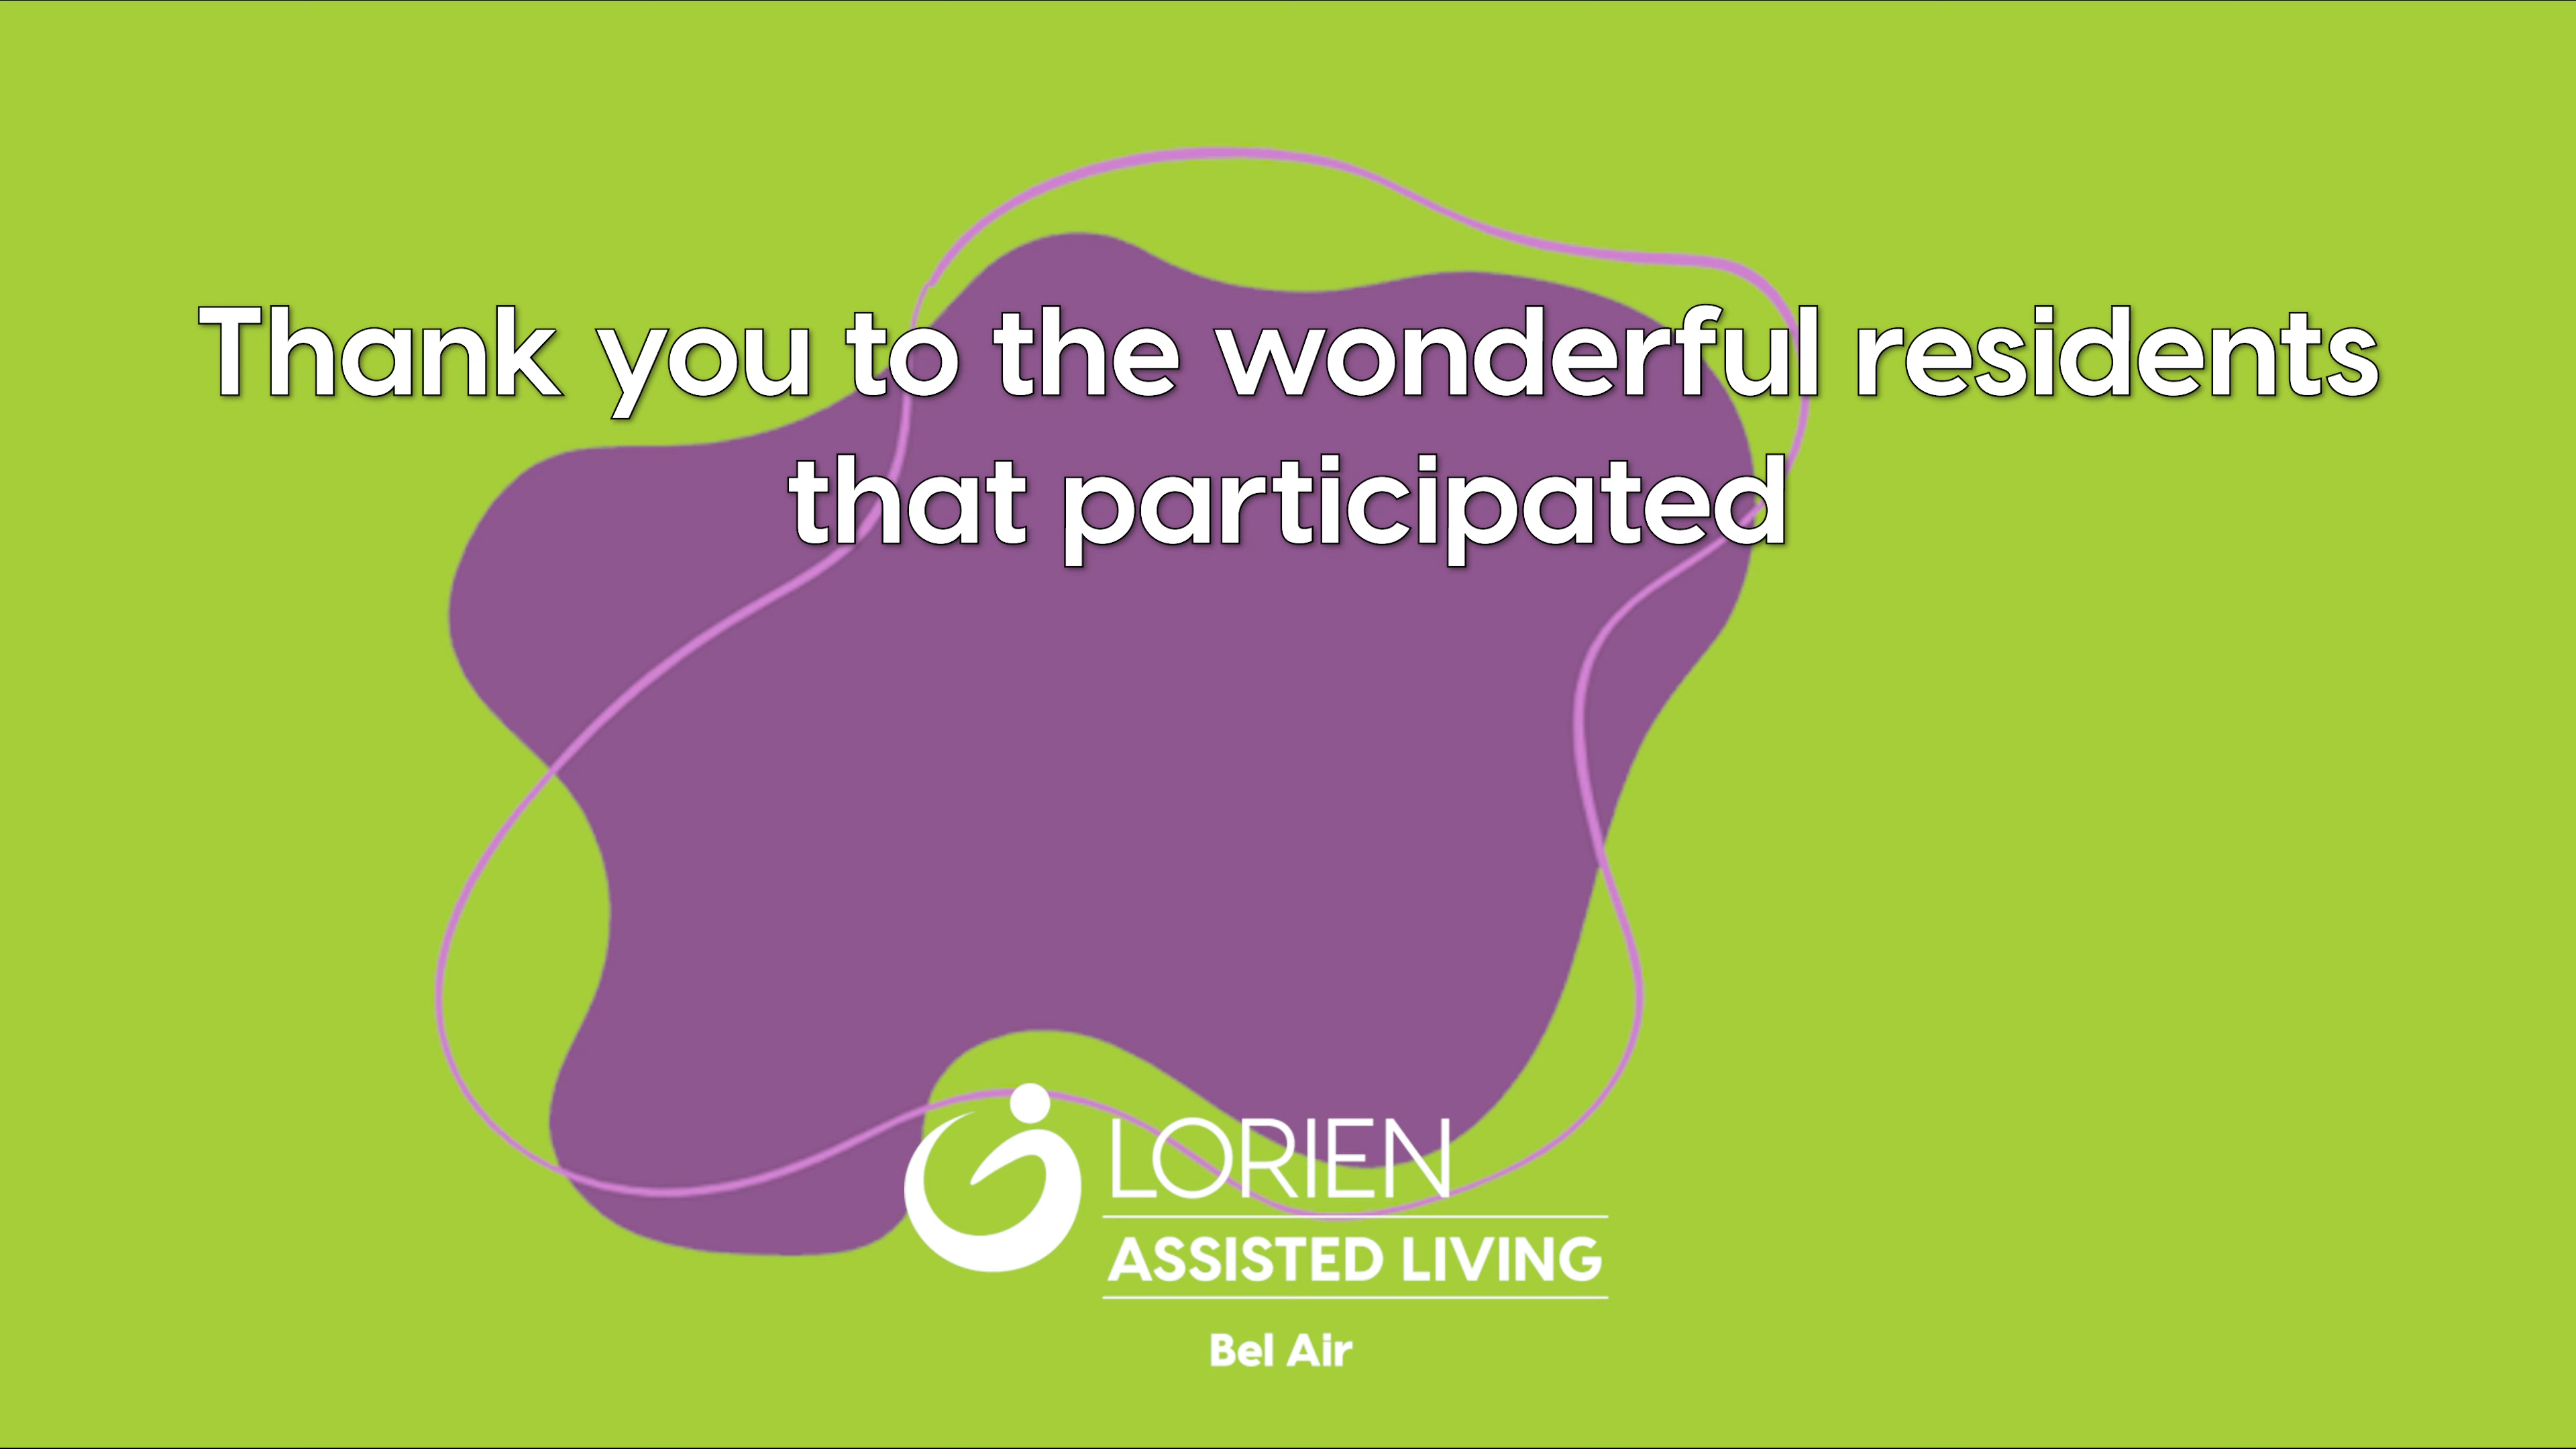 Thank you to the wonderful residents
that participated
LORIEN
ASSISTED LIVING
Bel Air